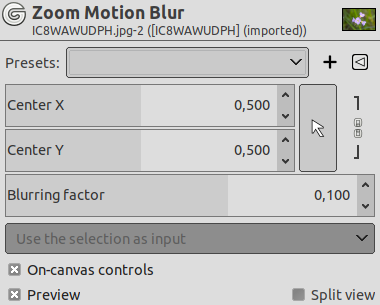 Zoom Motion Blur
IC8WAWUDPH.jpg-2 ([IC8WAWUDPH] (imported))
Presets:
Center X 0,500
Center Y 0,500
Blurring factor 0,100
Use the selection as input
On-canvas controls
Preview Split view